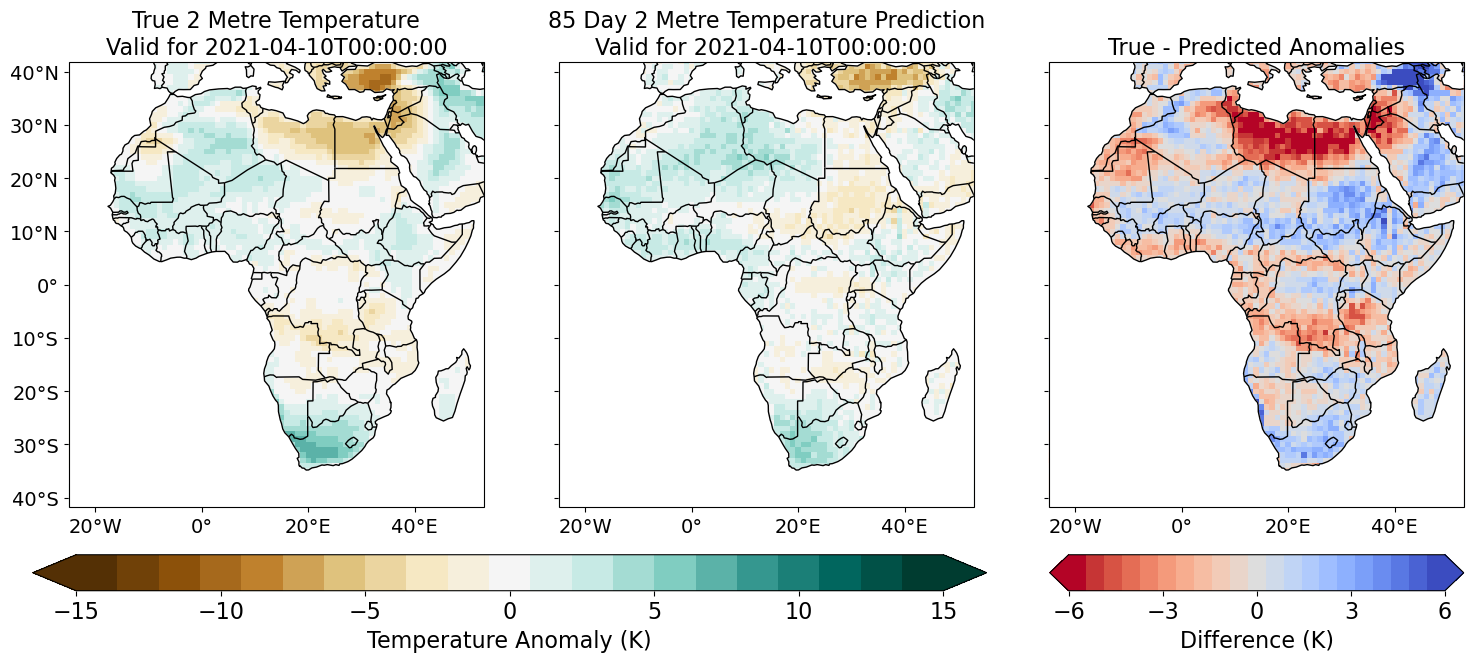 True 2 Metre Temperature
Valid for 2021-04-10T00:00:00
85 Day 2 Metre Temperature Prediction
Valid for 2021-04-10T00:00:00
True - Predicted Anomalies
40°N
30°N
20°N
10°N
0°
10°S
20°S
30°S
40°S
20°W 0° 20°E 40°E
20°W 0° 20°E 40°E
20°W 0° 20°E 40°E
−15 −10 −5 0 5 10 15
Temperature Anomaly (K)
−6 −3 0 3 6
Difference (K)